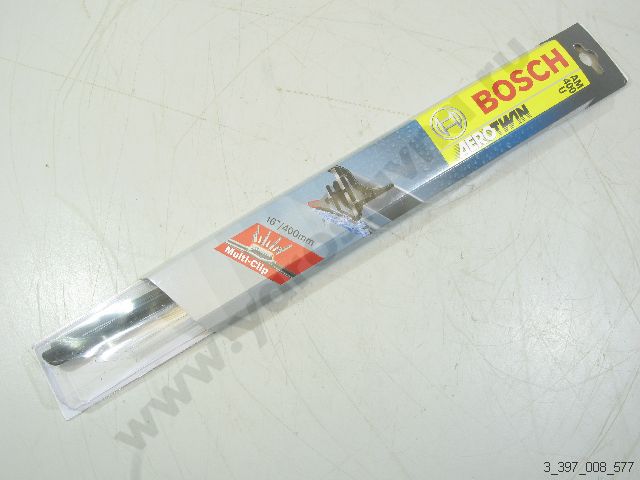 BOSCH
AM
400
U
AEROTWIN
16"/400mm
Multi-Clip
3_397_008_577